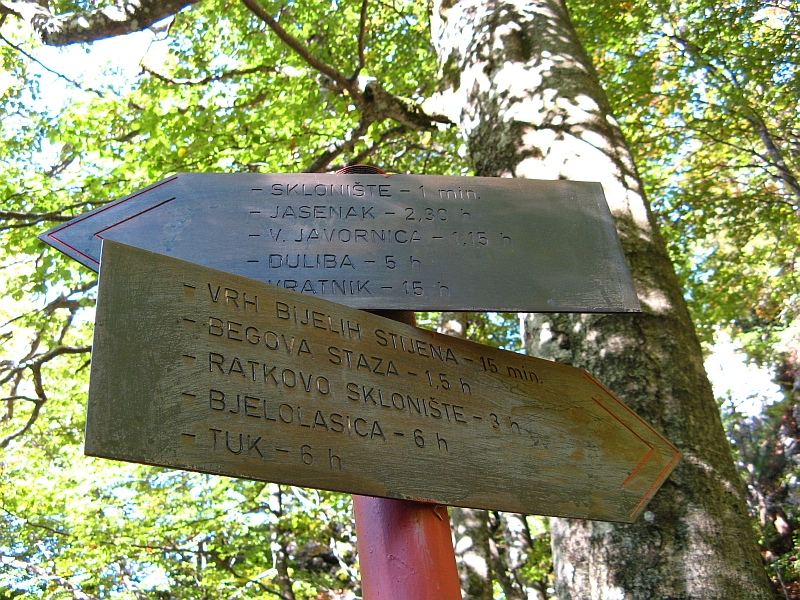 - SKLONIŠTE - 1 min.
- JASENAK - 2,30 h
- V. JAVORNICA - 1,15 h
- DULIBA - 5 h
VRATNIK - 15 h
- VRH BIJELIH STIJENA - 15 min.
- BEGOVA STAZA - 1,5 h
- RATKOVO SKLONIŠTE - 3 h
- BJELOLASICA - 6 h
- TUK - 6 h